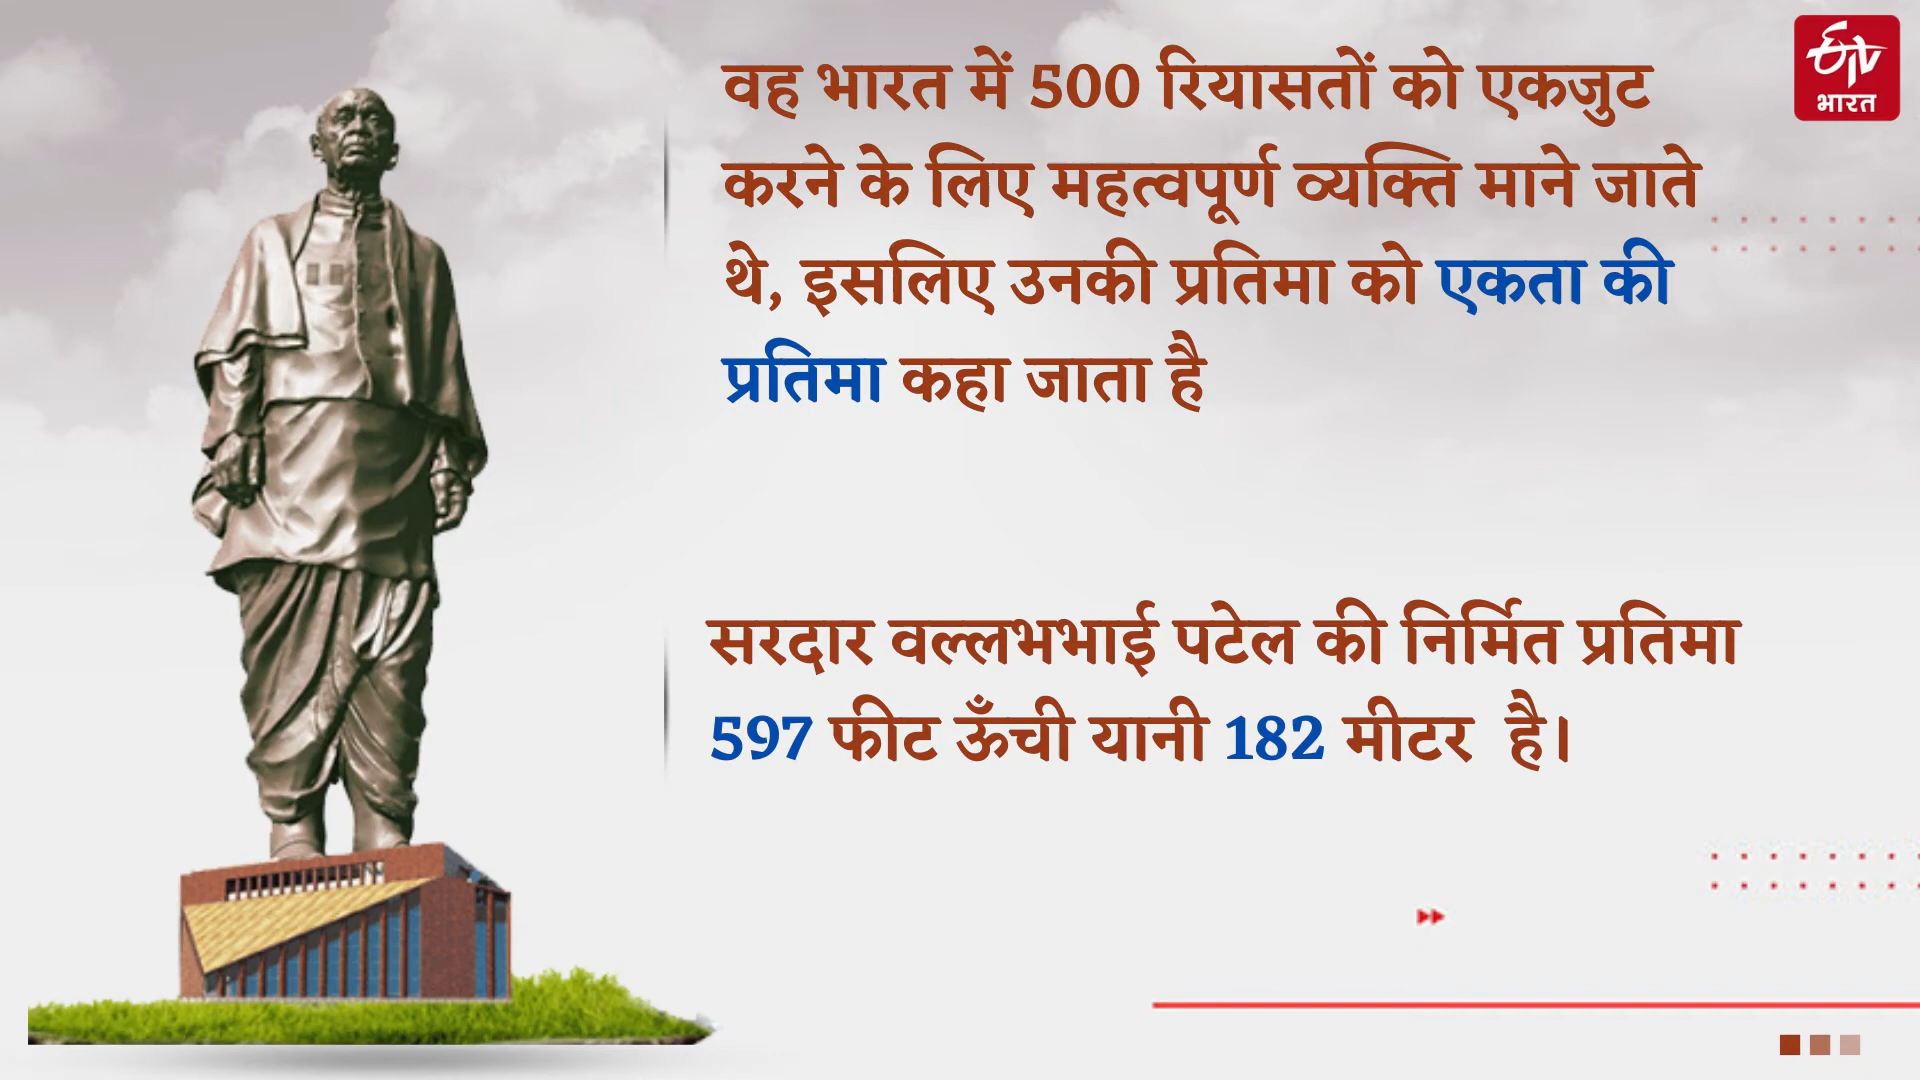 वह भारत में 500 रियासतों को एकजुट
करने के लिए महत्वपूर्ण व्यक्ति माने जाते
थे, इसलिए उनकी प्रतिमा को एकता की
प्रतिमा कहा जाता है
सरदार वल्लभभाई पटेल की निर्मित प्रतिमा
597 फीट ऊँची यानी 182 मीटर है।
ETV
भारत